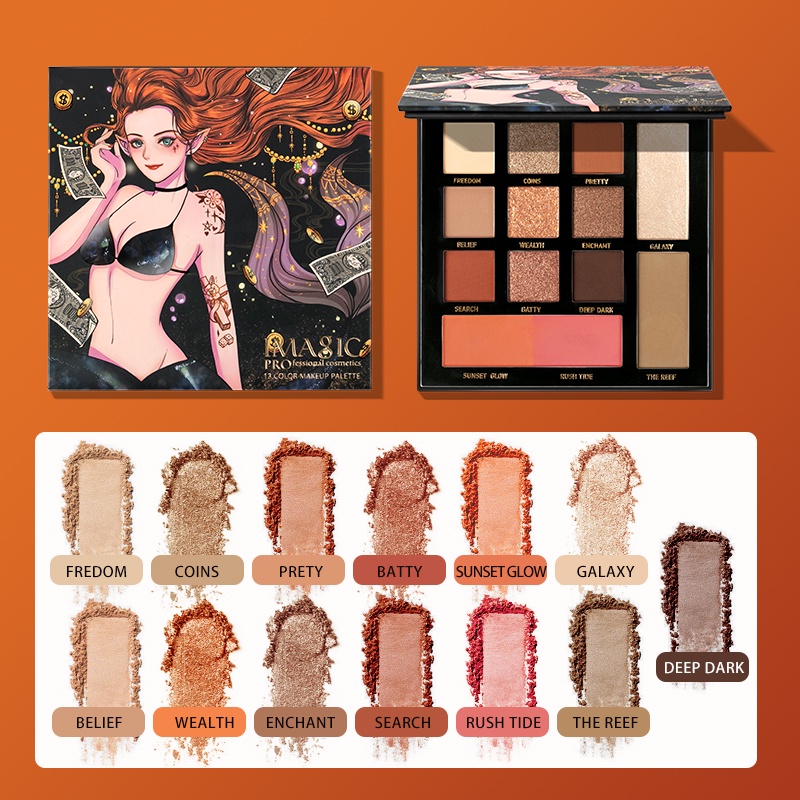 IMAGIC
PROfessional cosmetics
13 COLOR MAKEUP PALETTE
FREEDOM COINS PRETTY
BELIEF WEALTH ENCHANT GALAXY
SEARCH BATTY DEEP DARK
SUNSET GLOW RUSH TIDE THE REEF
FREDOM COINS PRETY BATTY SUNSET GLOW GALAXY
DEEP DARK
BELIEF WEALTH ENCHANT SEARCH RUSH TIDE THE REEF